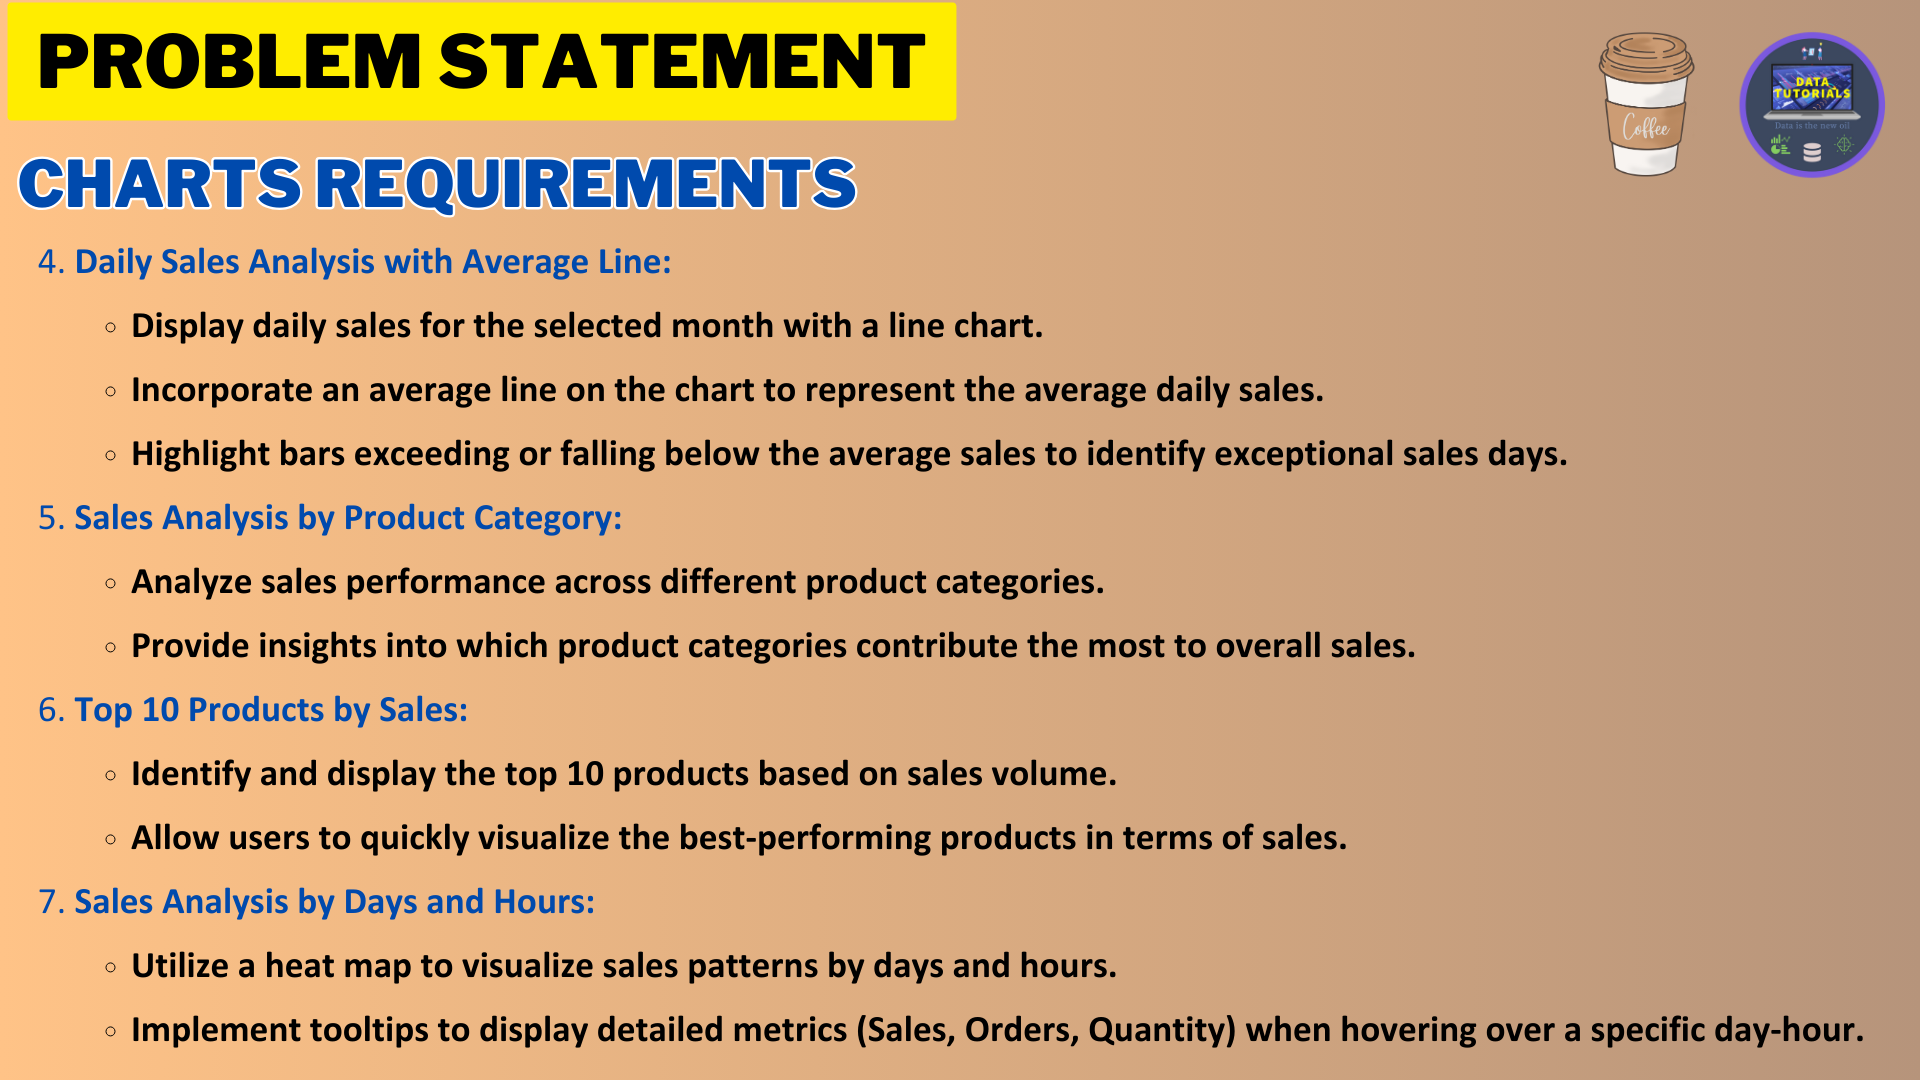 PROBLEM STATEMENT
Coffee
DATA
TUTORIALS
Data is the new oil
CHARTS REQUIREMENTS
4. Daily Sales Analysis with Average Line:
Display daily sales for the selected month with a line chart.
Incorporate an average line on the chart to represent the average daily sales.
Highlight bars exceeding or falling below the average sales to identify exceptional sales days.
5. Sales Analysis by Product Category:
Analyze sales performance across different product categories.
Provide insights into which product categories contribute the most to overall sales.
6. Top 10 Products by Sales:
Identify and display the top 10 products based on sales volume.
Allow users to quickly visualize the best-performing products in terms of sales.
7. Sales Analysis by Days and Hours:
Utilize a heat map to visualize sales patterns by days and hours.
Implement tooltips to display detailed metrics (Sales, Orders, Quantity) when hovering over a specific day-hour.